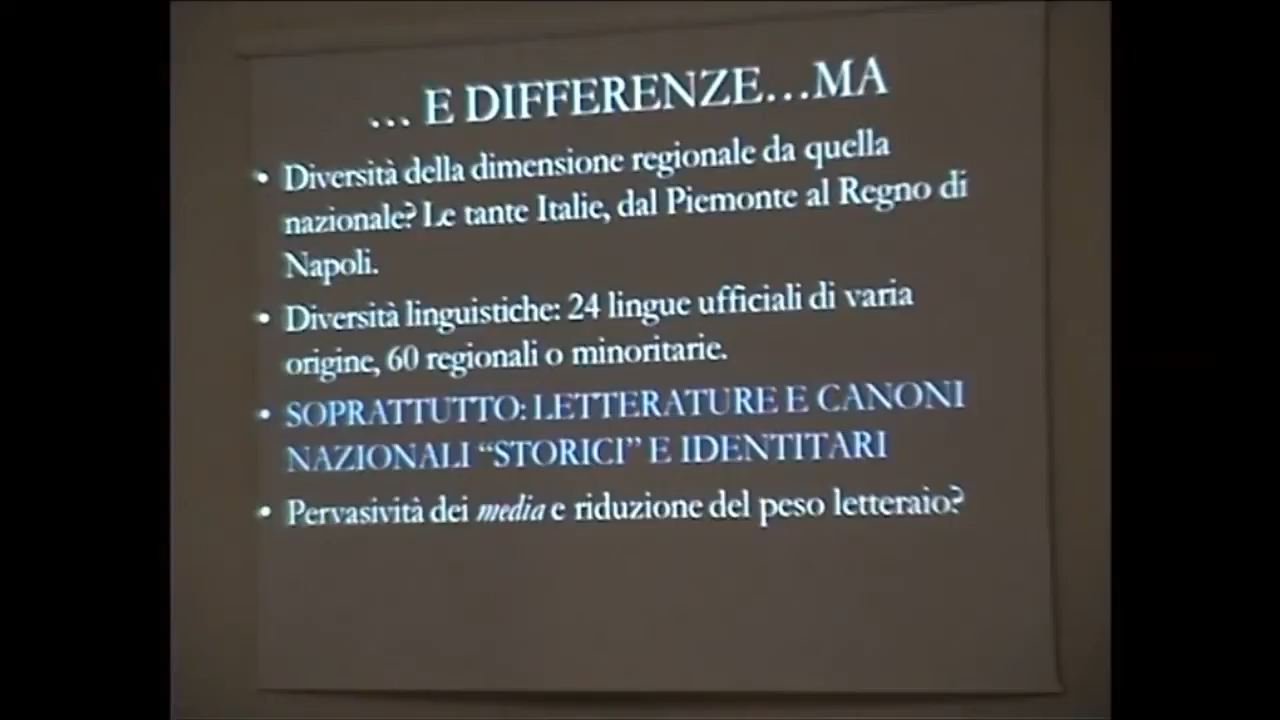 ... E DIFFERENZE...MA
• Diversità della dimensione regionale da quella
nazionale? Le tante Italie, dal Piemonte al Regno di
Napoli.
• Diversità linguistiche: 24 lingue ufficiali di varia
origine, 60 regionali o minoritarie.
• SOPRATTUTTO: LETTERATURE E CANONI
NAZIONALI “STORICI” E IDENTITARI
• Pervasività dei media e riduzione del peso letteraio?